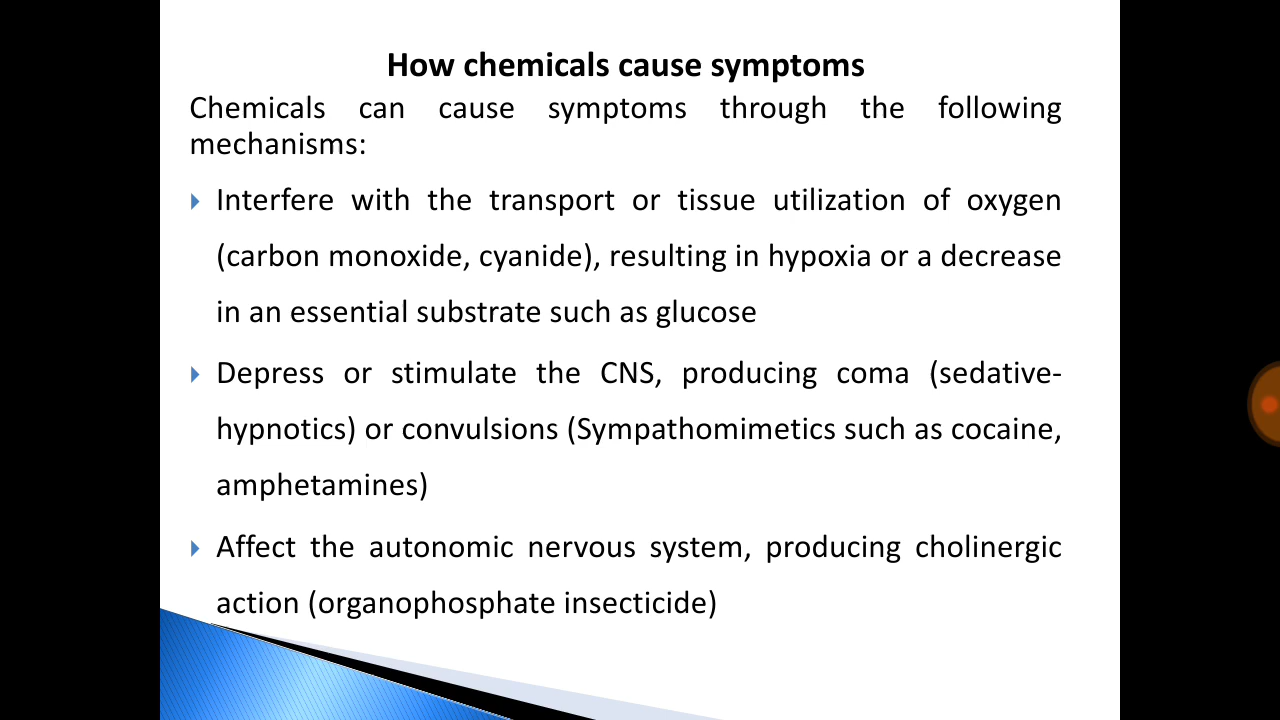 How chemicals cause symptoms
Chemicals can cause symptoms through the following
mechanisms:
Interfere with the transport or tissue utilization of oxygen
(carbon monoxide, cyanide), resulting in hypoxia or a decrease
in an essential substrate such as glucose
Depress or stimulate the CNS, producing coma (sedative-
hypnotics) or convulsions (Sympathomimetics such as cocaine,
amphetamines)
Affect the autonomic nervous system, producing cholinergic
action (organophosphate insecticide)